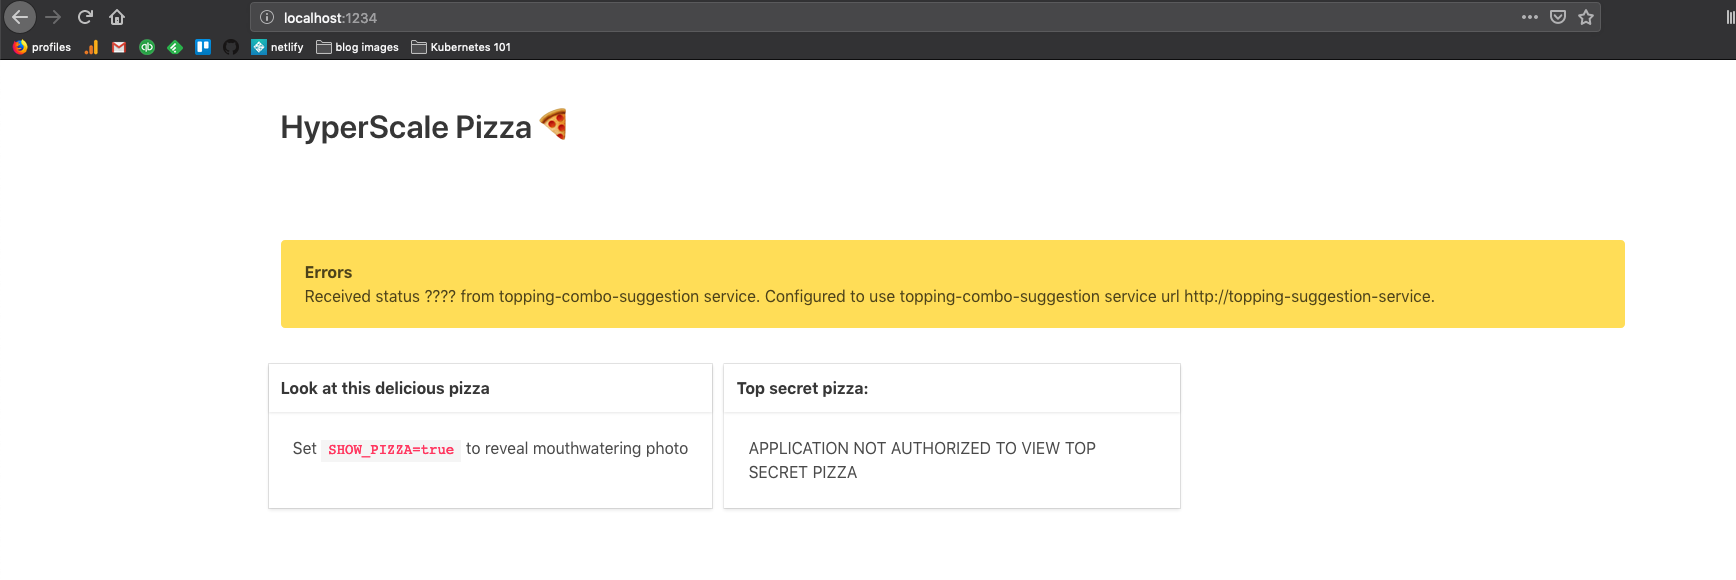 localhost:1234
profiles
qb
netlify
blog images
Kubernetes 101
HyperScale Pizza 🍕
Errors
Received status ???? from topping-combo-suggestion service. Configured to use topping-combo-suggestion service url http://topping-suggestion-service.
Look at this delicious pizza
Set SHOW_PIZZA=true to reveal mouthwatering photo
Top secret pizza:
APPLICATION NOT AUTHORIZED TO VIEW TOP
SECRET PIZZA